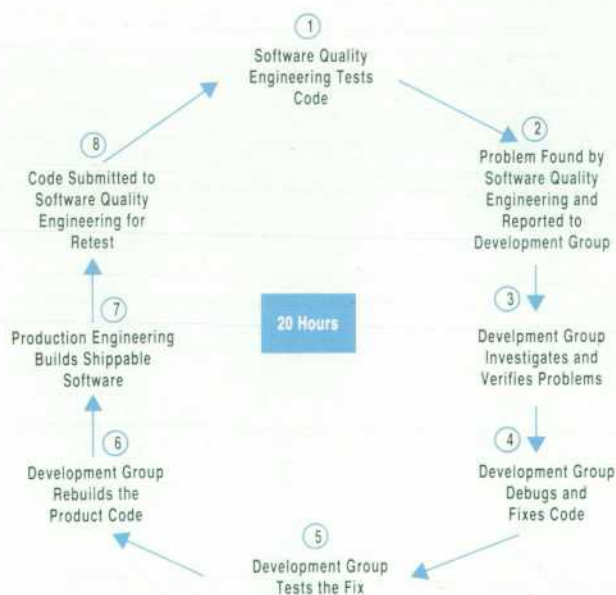 1
Software Quality
Engineering Tests
Code
2
Problem Found by
Software Quality
Engineering and
Reported to
Development Group
3
Develpment Group
Investigates and
Verifies Problems
4
Development Group
Debugs and
Fixes Code
5
Development Group
Tests the Fix
6
Development Group
Rebuilds the
Product Code
7
Production Engineering
Builds Shippable
Software
8
Code Submitted to
Software Quality
Engineering for
Retest
20 Hours